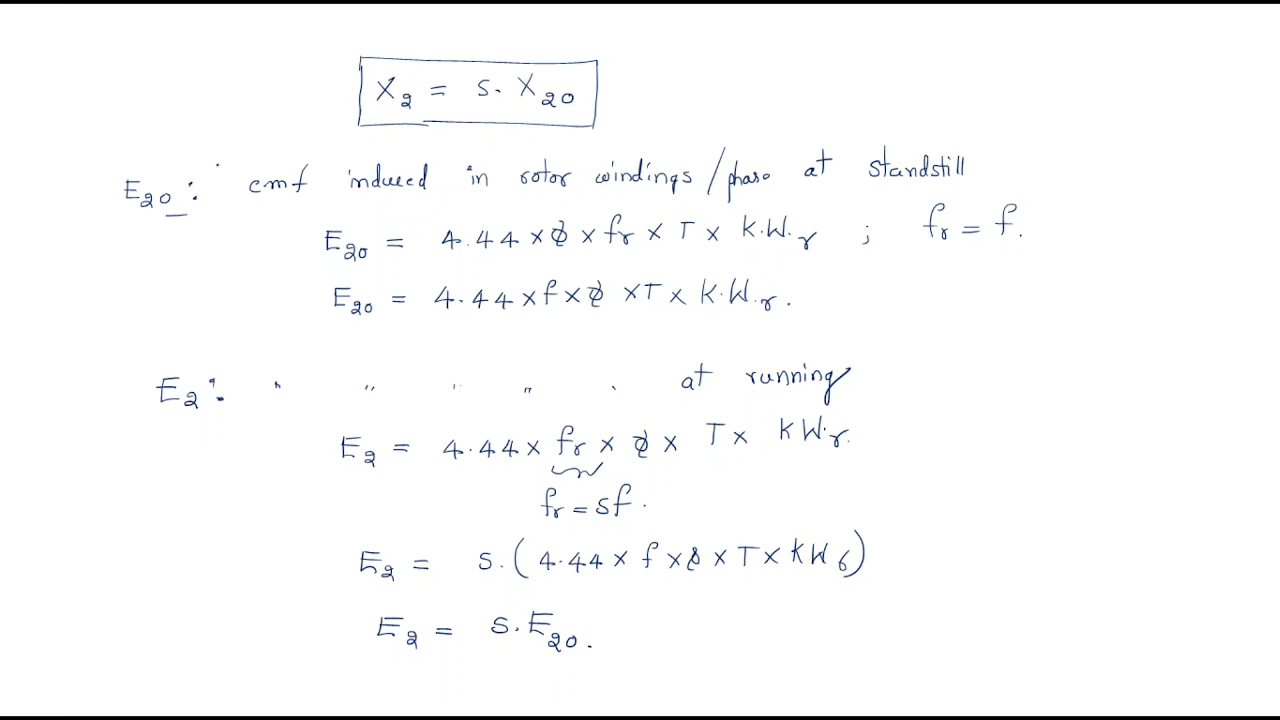 X₂ = s. X₂₀
E₂₀ : emf induced in rotor windings/phase at standstill
E₂₀ = 4.44 × φ × fᵣ × T × K.W.ᵣ ; fᵣ = f.
E₂₀ = 4.44 × f × φ × T × K.W.ᵣ.
E₂ : " " " " " at running
E₂ = 4.44 × fᵣ × φ × T × KW.ᵣ.
fᵣ = sf.
E₂ = s. (4.44 × f × φ × T × KW
E₂ = s. E₂₀.